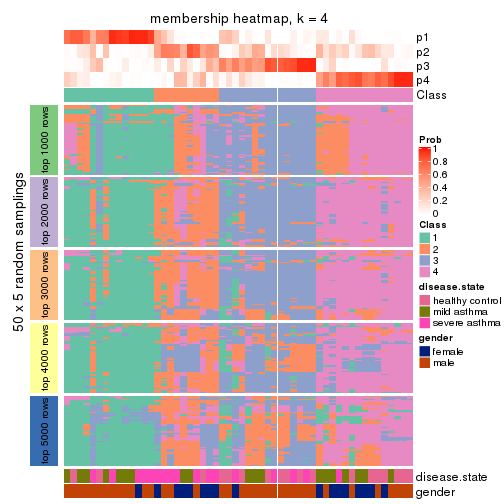 membership heatmap, k = 4
p1
p2
p3
p4
Class
50 x 5 random samplings
top 1000 rows
top 2000 rows
top 3000 rows
top 4000 rows
top 5000 rows
disease.state
gender
Prob
1
0.8
0.6
0.4
0.2
0
Class
1
2
3
4
disease.state
healthy control
mild asthma
severe asthma
gender
female
male